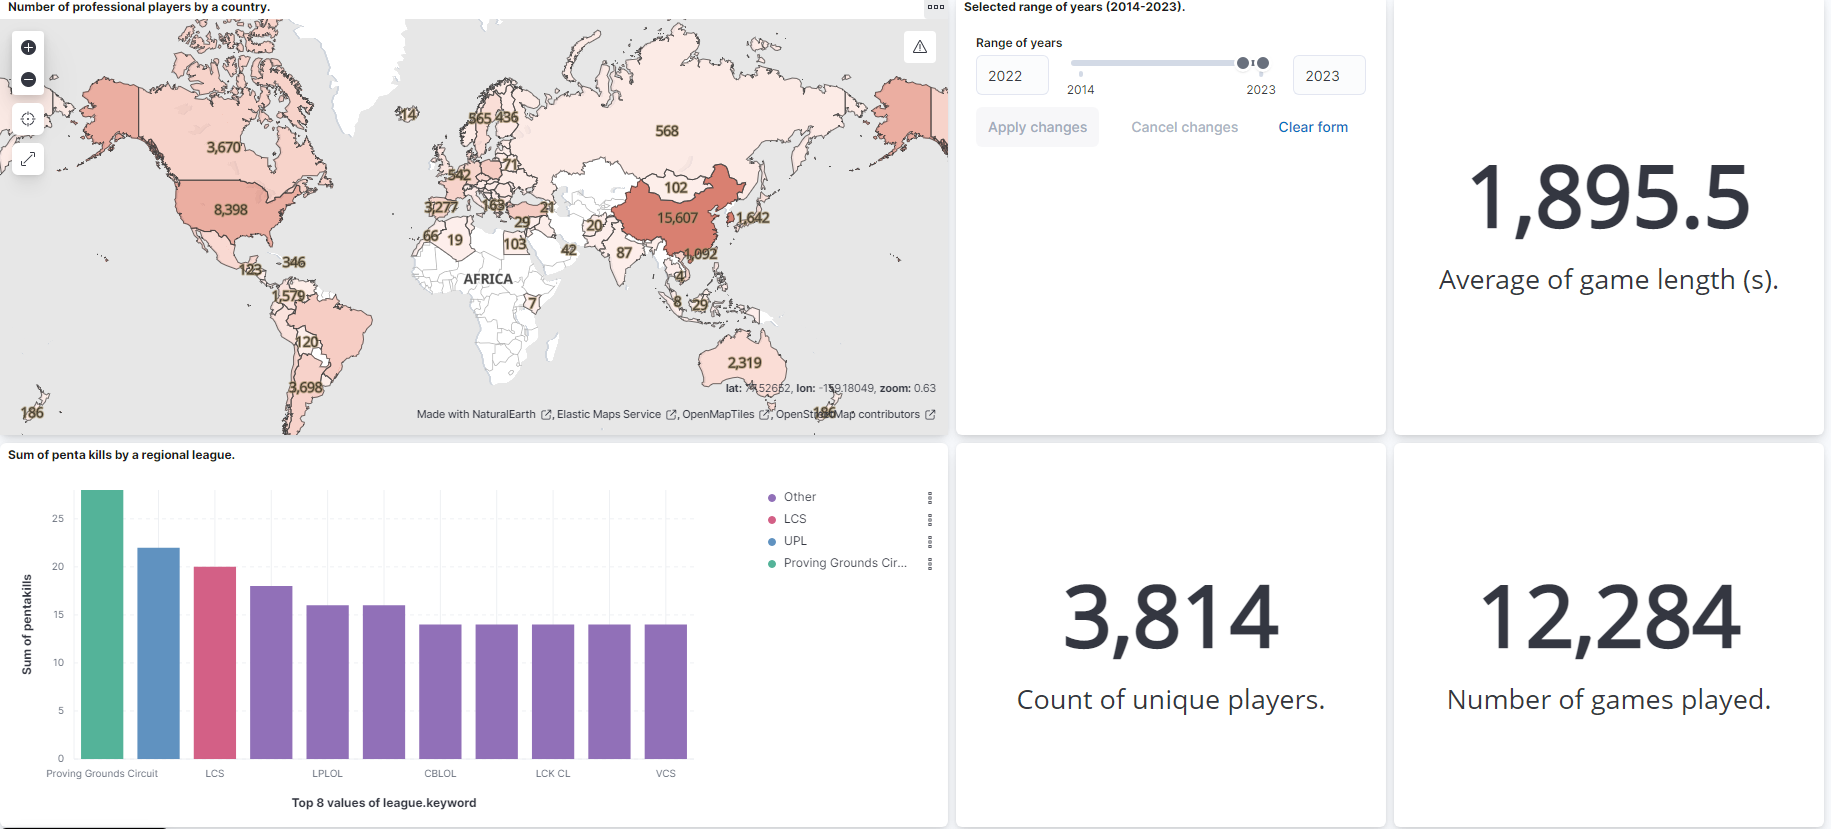 Number of professional players by a country.
14
565 436
568
3,670
71
542
102
8,398
3,277
163
21
15,607
1,642
29
66
19
103
20
42
87
1,092
4
123
346
AFRICA
1,579
7
8
29
120
2,319
3,698
186
186
lat: 77.52652, lon: -159.18049, zoom: 0.63
Made with NaturalEarth, Elastic Maps Service, OpenMapTiles, OpenStreetMap contributors
Selected range of years (2014-2023).
Range of years
2022
2014
2023
2023
Apply changes
Cancel changes
Clear form
1,895.5
Average of game length (s).
Sum of penta kills by a regional league.
Sum of pentakills
25
20
15
10
5
0
Proving Grounds Circuit
LCS
LPLOL
CBLOL
LCK CL
VCS
Top 8 values of league.keyword
Other
LCS
UPL
Proving Grounds Cir...
3,814
Count of unique players.
12,284
Number of games played.